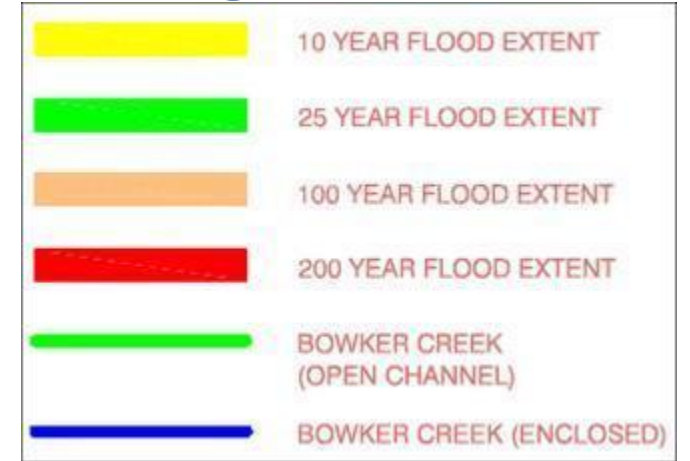 10 YEAR FLOOD EXTENT
25 YEAR FLOOD EXTENT
100 YEAR FLOOD EXTENT
200 YEAR FLOOD EXTENT
BOWKER CREEK
(OPEN CHANNEL)
BOWKER CREEK (ENCLOSED)